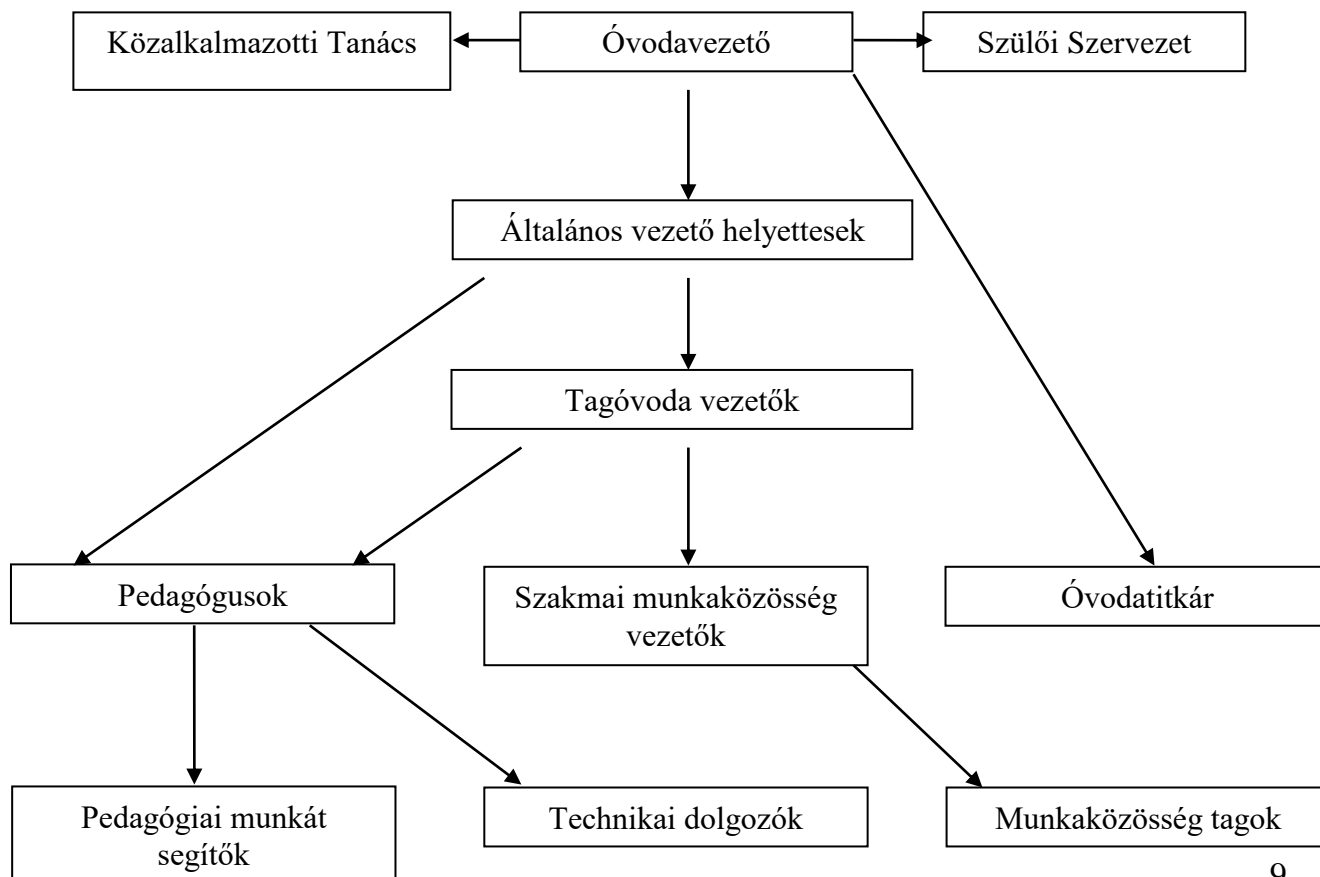 Közalkalmazotti Tanács
Óvodavezető
Szülői Szervezet
Általános vezető helyettesek
Tagóvoda vezetők
Pedagógusok
Szakmai munkaközösség
vezetők
Óvodatitkár
Pedagógiai munkát
segítők
Technikai dolgozók
Munkaközösség tagok
9